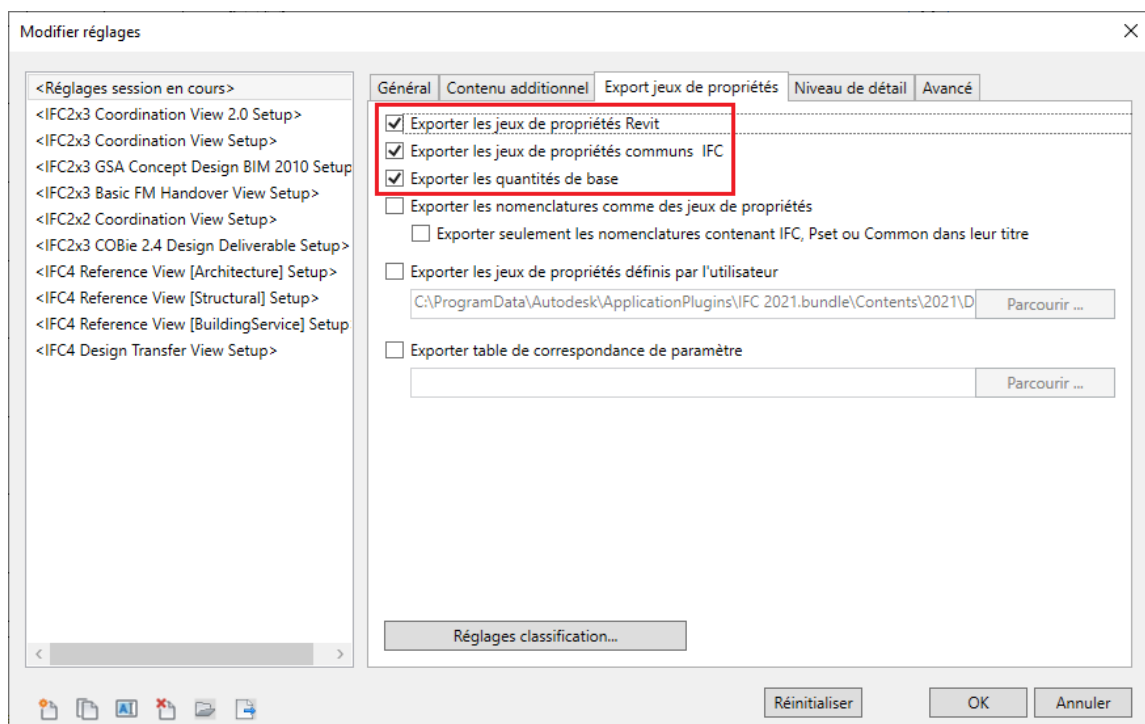 Modifier réglages
<Réglages session en cours>
<IFC2x3 Coordination View 2.0 Setup>
<IFC2x3 Coordination View Setup>
<IFC2x3 GSA Concept Design BIM 2010 Setup
<IFC2x3 Basic FM Handover View Setup>
<IFC2x2 Coordination View Setup>
<IFC2x3 COBie 2.4 Design Deliverable Setup>
<IFC4 Reference View [Architecture] Setup>
<IFC4 Reference View [Structural] Setup>
<IFC4 Reference View [BuildingService] Setup
<IFC4 Design Transfer View Setup>
Général Contenu additionnel Export jeux de propriétés Niveau de détail Avancé
Exporter les jeux de propriétés Revit
Exporter les jeux de propriétés communs IFC
Exporter les quantités de base
Exporter les nomenclatures comme des jeux de propriétés
Exporter seulement les nomenclatures contenant IFC, Pset ou Common dans leur titre
Exporter les jeux de propriétés définis par l'utilisateur
C:\ProgramData\Autodesk\ApplicationPlugins\IFC 2021.bundle\Contents\2021\D Parcourir ...
Exporter table de correspondance de paramètre
Parcourir ...
Réglages classification...
Réinitialiser OK Annuler